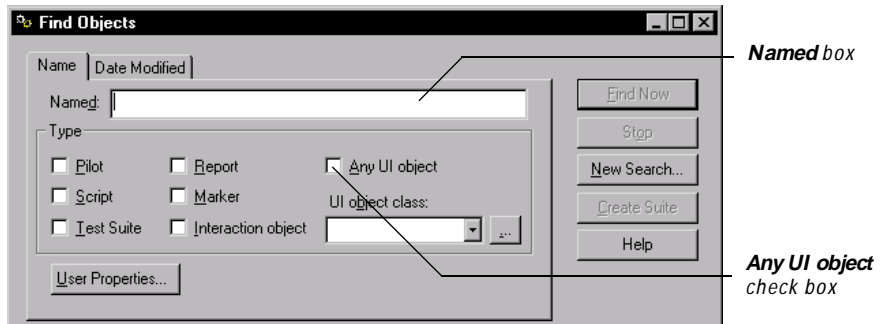 Find Objects
Name Date Modified
Named:
Type
Pilot Report Any UI object
Script Marker UI object class:
Test Suite Interaction object ...
User Properties...
Find Now
Stop
New Search...
Create Suite
Help
Named box
Any UI object
check box